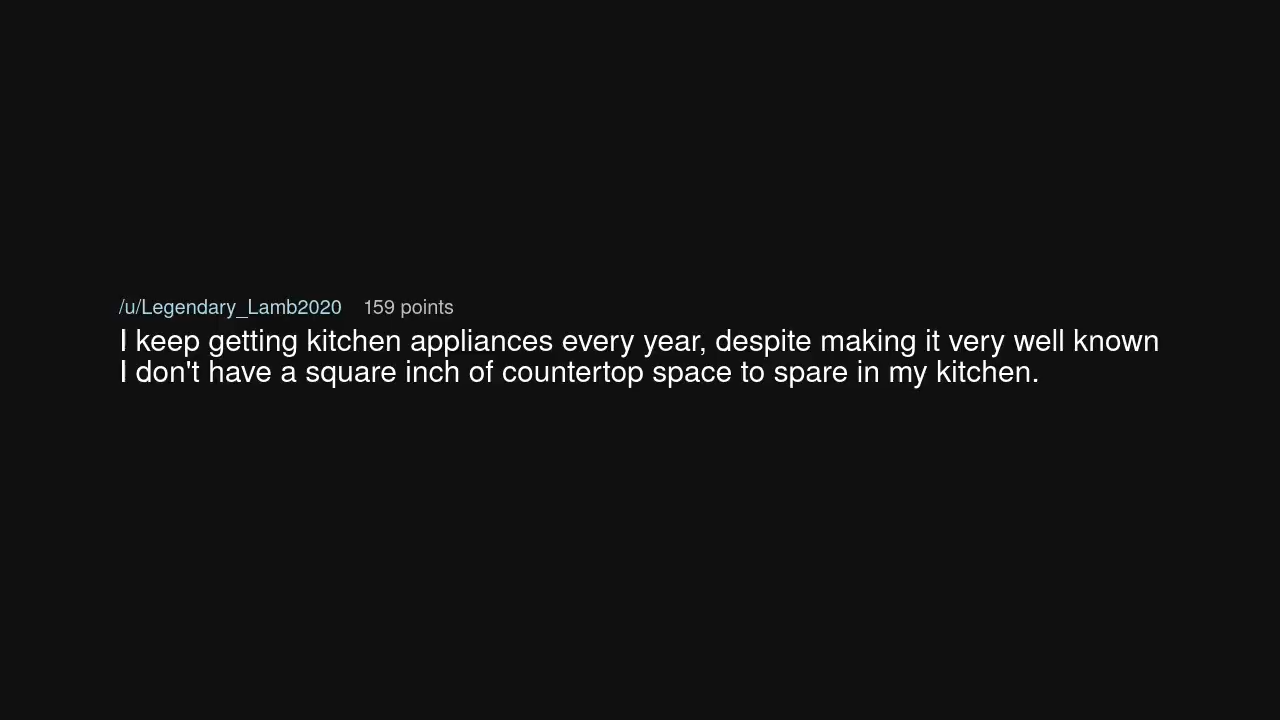 /u/Legendary_Lamb2020 159 points
I keep getting kitchen appliances every year, despite making it very well known
I don't have a square inch of countertop space to spare in my kitchen.